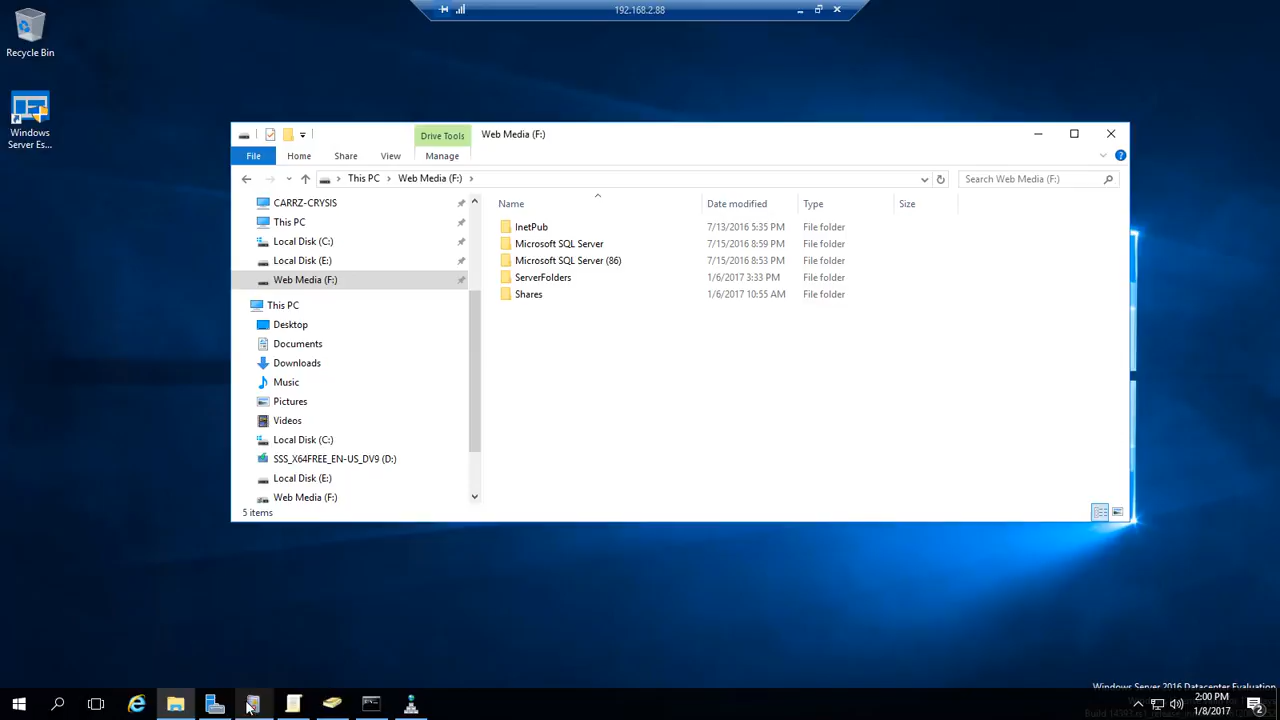 192.168.2.88
Recycle Bin
Windows
Server Es...
Drive Tools
Web Media (F:)
File
Home
Share
View
Manage
This PC
Web Media (F:)
Search Web Media (F:)
CARRZ-CRYSIS
This PC
Local Disk (C:)
Local Disk (E:)
Web Media (F:)
This PC
Desktop
Documents
Downloads
Music
Pictures
Videos
Local Disk (C:)
SSS_X64FREE_EN-US_DV9 (D:)
Local Disk (E:)
Web Media (F:)
Name Date modified Type Size
InetPub 7/13/2016 5:35 PM File folder
Microsoft SQL Server 7/15/2016 8:59 PM File folder
Microsoft SQL Server (86) 7/15/2016 8:53 PM File folder
ServerFolders 1/6/2017 3:33 PM File folder
Shares 1/6/2017 10:55 AM File folder
5 items
Windows Server 2016 Datacenter Evaluation
2:00 PM
1/8/2017
2